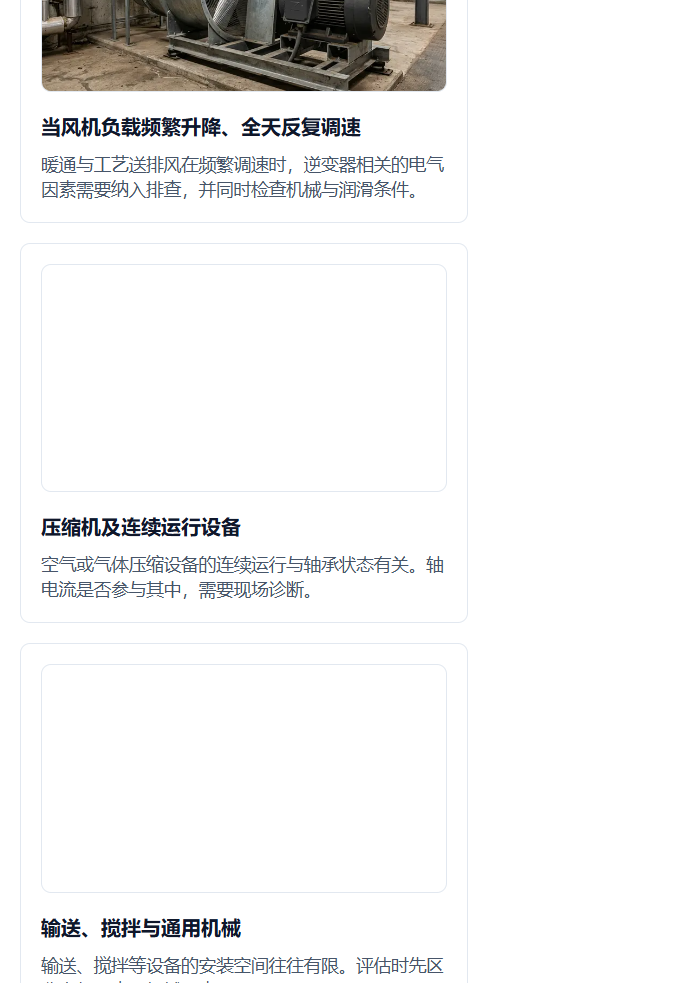 当风机负载频繁升降、全天反复调速
暖通与工艺送排风在频繁调速时，逆变器相关的电气
因素需要纳入排查，并同时检查机械与润滑条件。
压缩机及连续运行设备
空气或气体压缩设备的连续运行与轴承状态有关。轴
电流是否参与其中，需要现场诊断。
输送、搅拌与通用机械
输送、搅拌等设备的安装空间往往有限。评估时先区